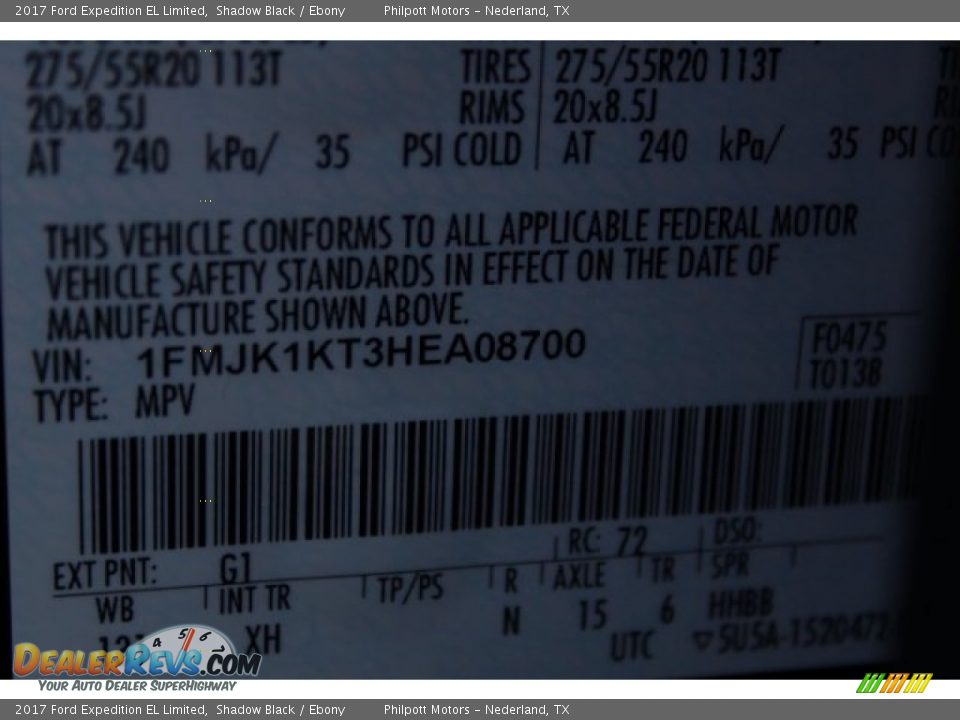 2017 Ford Expedition EL Limited, Shadow Black / Ebony Philpott Motors - Nederland, TX
275/55R20 113T TIRES 275/55R20 113T
20x8.5J RIMS 20x8.5J
AT 240 kPa/ 35 PSI COLD AT 240 kPa/ 35 PSI
THIS VEHICLE CONFORMS TO ALL APPLICABLE FEDERAL MOTOR
VEHICLE SAFETY STANDARDS IN EFFECT ON THE DATE OF
MANUFACTURE SHOWN ABOVE.
VIN: 1FMJK1KT3HEA08700 F0475
TYPE: MPV T0138
EXT PNT: G1 RC: 72 DSO:
WB INT TR TP/PS R AXLE TR SPR
XH N 15 6 HHBB
UTC
DEALERREVS.COM
YOUR AUTO DEALER SUPERHIGHWAY
2017 Ford Expedition EL Limited, Shadow Black / Ebony Philpott Motors - Nederland, TX